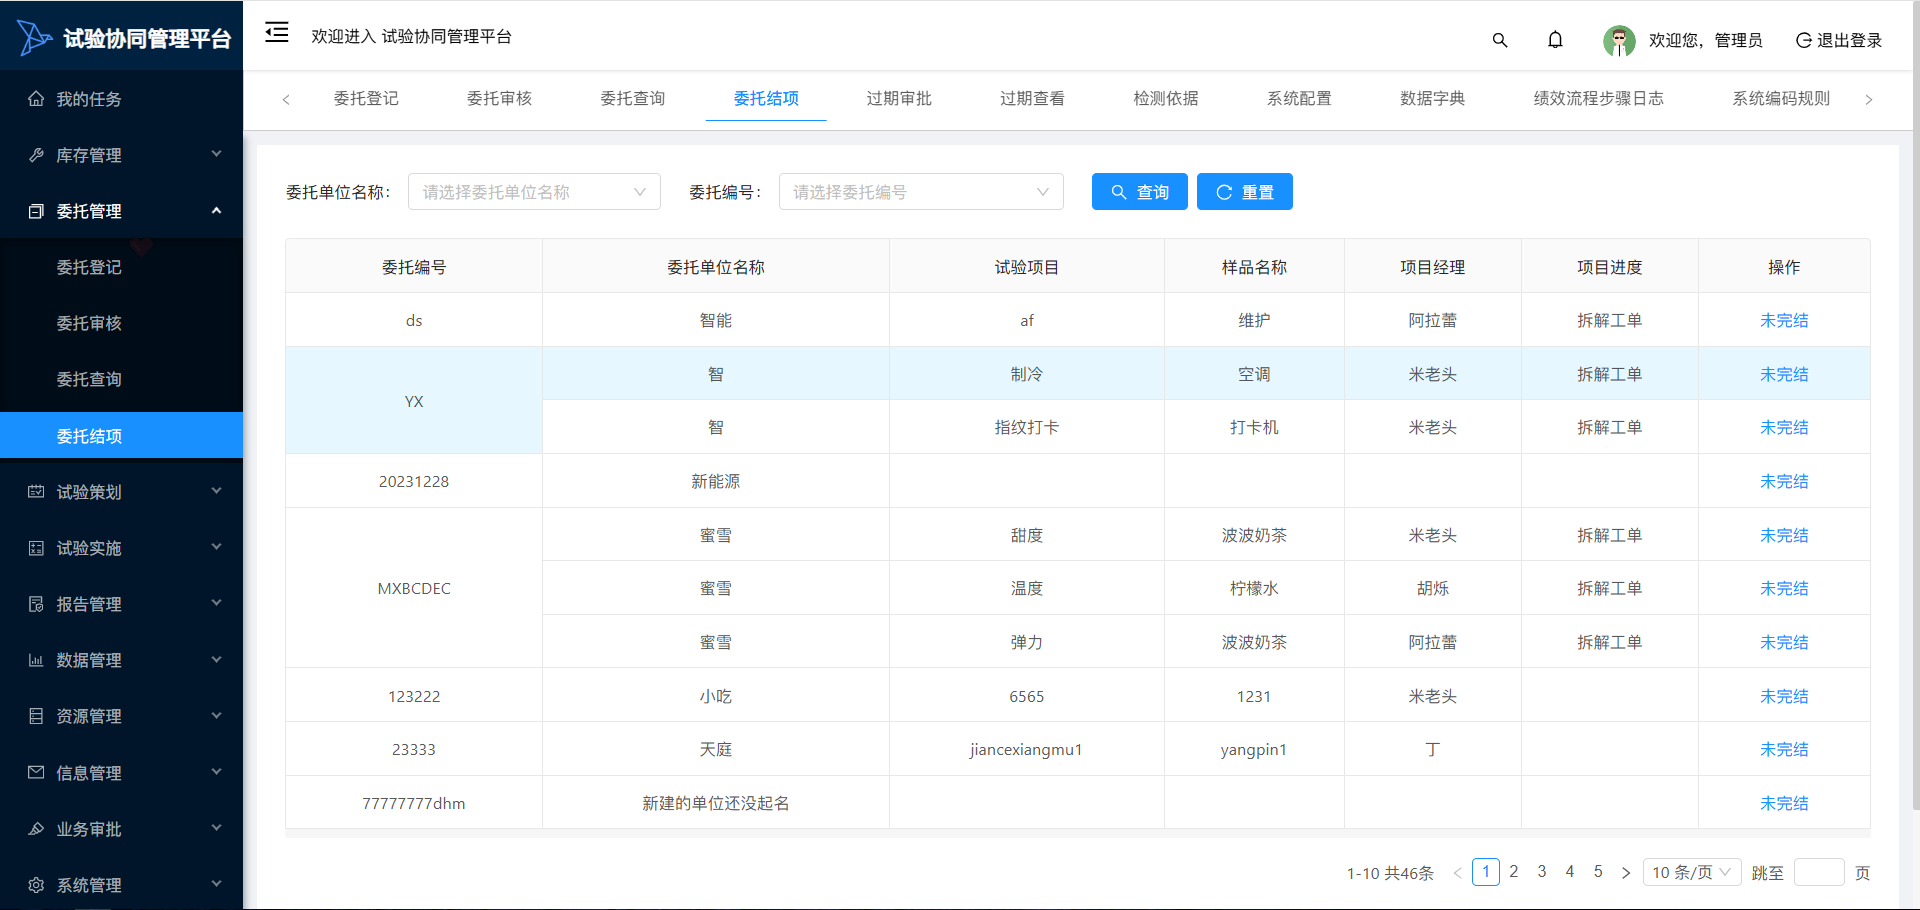 试验协同管理平台
欢迎进入 试验协同管理平台
欢迎您，管理员
退出登录
我的任务
库存管理
委托管理
委托登记
委托审核
委托查询
委托结项
试验策划
试验实施
报告管理
数据管理
资源管理
信息管理
业务审批
系统管理
委托登记 委托审核 委托查询 委托结项 过期审批 过期查看 检测依据 系统配置 数据字典 绩效流程步骤日志 系统编码规则
委托单位名称： 请选择委托单位名称 委托编号： 请选择委托编号 查询 重置
委托编号 委托单位名称 试验项目 样品名称 项目经理 项目进度 操作
ds 智能 af 维护 阿拉蕾 拆解工单 未完结
YX 智 制冷 空调 米老头 拆解工单 未完结
智 指纹打卡 打卡机 米老头 拆解工单 未完结
20231228 新能源 未完结
MXBCDEC 蜜雪 甜度 波波奶茶 米老头 拆解工单 未完结
蜜雪 温度 柠檬水 胡烁 拆解工单 未完结
蜜雪 弹力 波波奶茶 阿拉蕾 拆解工单 未完结
123222 小吃 6565 1231 米老头 未完结
23333 天庭 jiancexiangmu1 yangpin1 丁 未完结
77777777dhm 新建的单位还没起名 未完结
1-10 共46条 1 2 3 4 5 10 条/页 跳至 页